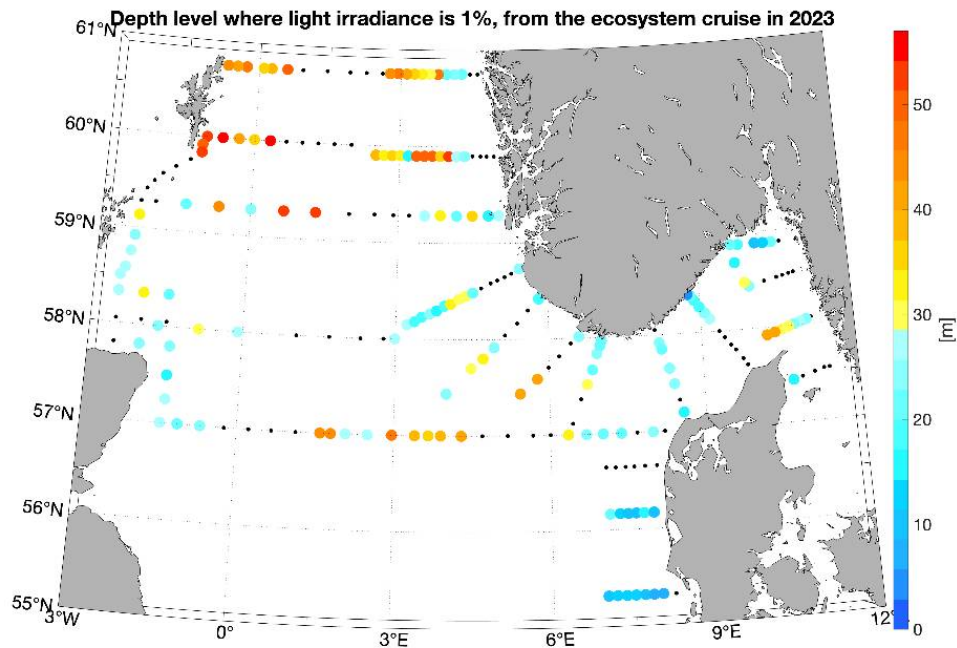 Depth level where light irradiance is 1%, from the ecosystem cruise in 2023
61°N
60°N
59°N
58°N
57°N
56°N
55°N
3°W
0°
3°E
6°E
9°E
12°
50
40
30
20
10
0
[m]